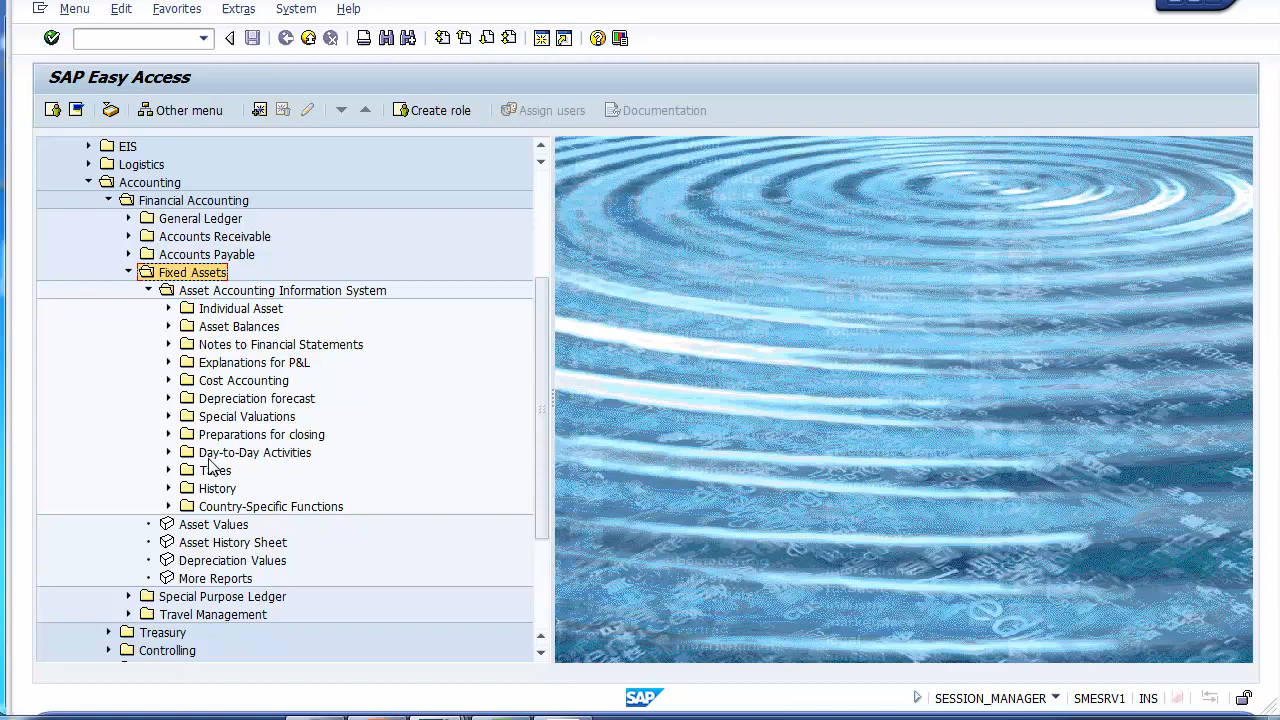 Menu Edit Favorites Extras System Help
SAP Easy Access
Other menu Create role Assign users Documentation
EIS
Logistics
Accounting
Financial Accounting
General Ledger
Accounts Receivable
Accounts Payable
Fixed Assets
Asset Accounting Information System
Individual Asset
Asset Balances
Notes to Financial Statements
Explanations for P&L
Cost Accounting
Depreciation forecast
Special Valuations
Preparations for closing
Day-to-Day Activities
Taxes
History
Country-Specific Functions
Asset Values
Asset History Sheet
Depreciation Values
More Reports
Special Purpose Ledger
Travel Management
Treasury
Controlling
SAP SESSION_MANAGER SMESRV1 INS